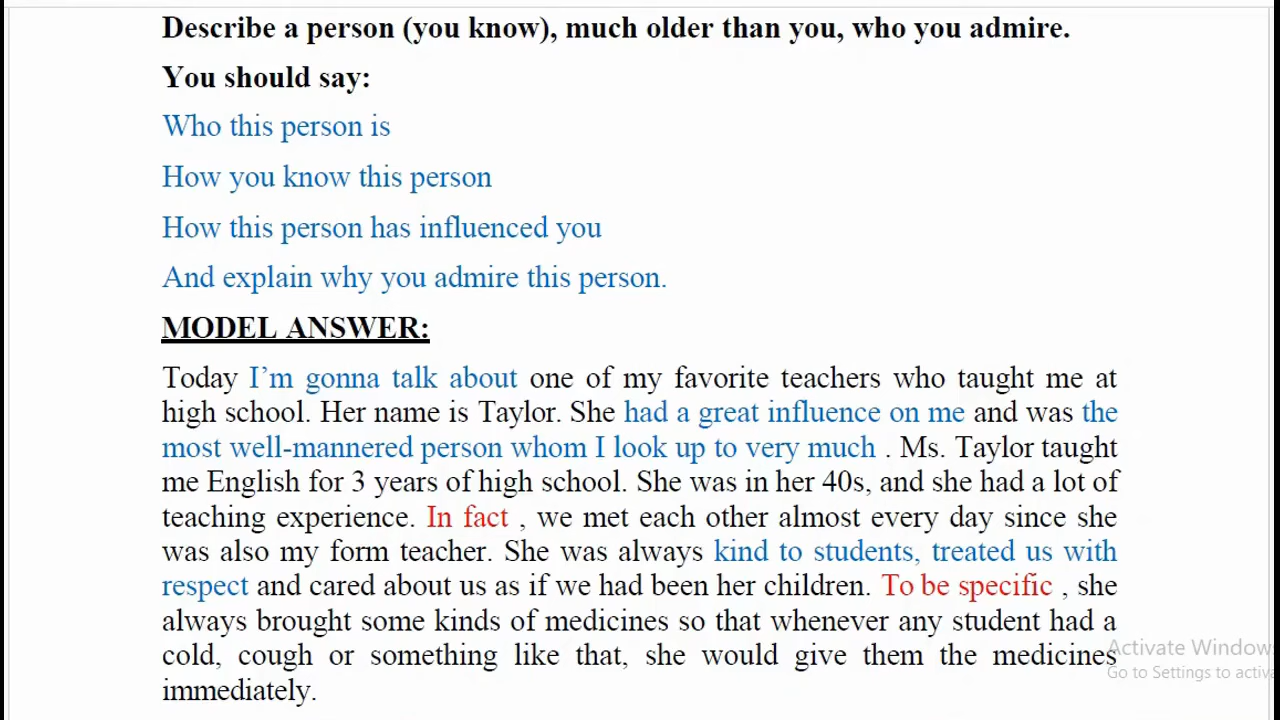 Describe a person (you know), much older than you, who you admire.
You should say:
Who this person is
How you know this person
How this person has influenced you
And explain why you admire this person.
MODEL ANSWER:
Today I’m gonna talk about one of my favorite teachers who taught me at
high school. Her name is Taylor. She had a great influence on me and was the
most well-mannered person whom I look up to very much . Ms. Taylor taught
me English for 3 years of high school. She was in her 40s, and she had a lot of
teaching experience. In fact , we met each other almost every day since she
was also my form teacher. She was always kind to students, treated us with
respect and cared about us as if we had been her children. To be specific , she
always brought some kinds of medicines so that whenever any student had a
cold, cough or something like that, she would give them the medicines
immediately.
Activate Windows
Go to Settings to activa